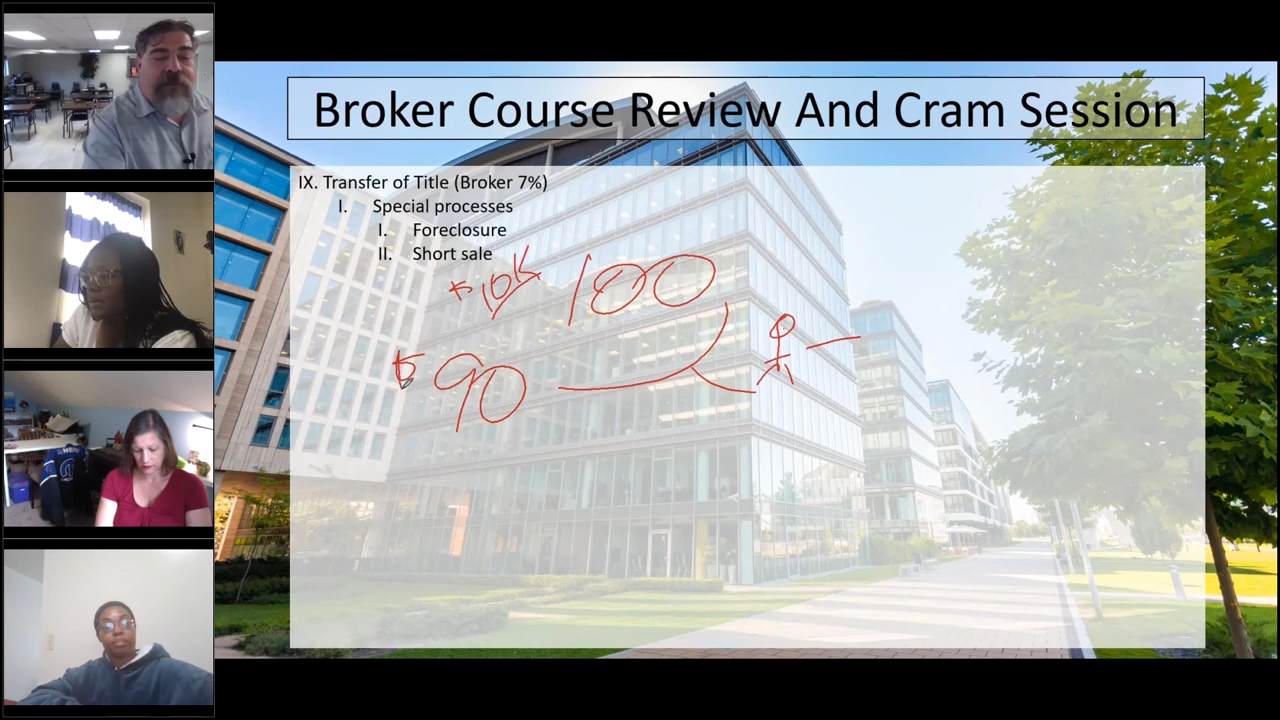 Broker Course Review And Cram Session
IX. Transfer of Title (Broker 7%)
I. Special processes
I. Foreclosure
II. Short sale
$10K 100
$90